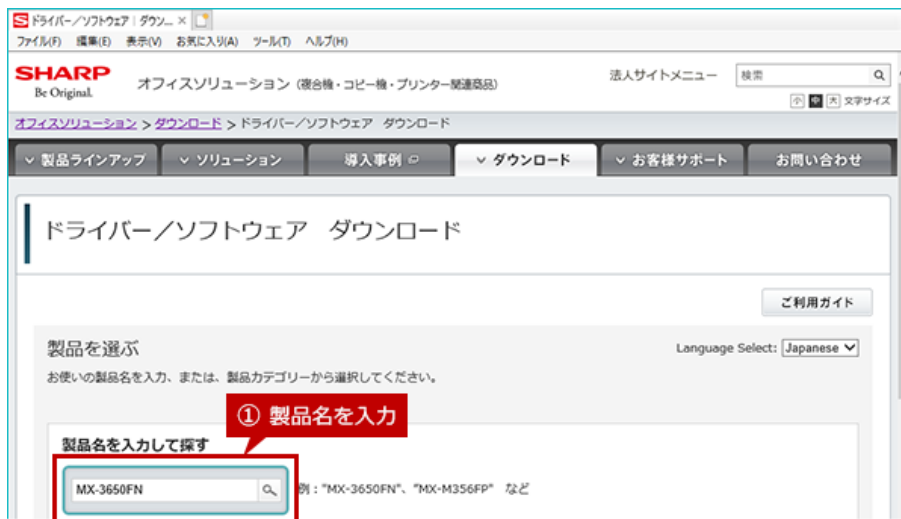 ドライバー/ソフトウェア | ダウン... ×
ファイル(F) 編集(E) 表示(V) お気に入り(A) ツール(T) ヘルプ(H)
SHARP
Be Original.
オフィスソリューション（複合機・コピー機・プリンター関連商品）
法人サイトメニュー
検索
小 中 大 文字サイズ
オフィスソリューション > ダウンロード > ドライバー/ソフトウェア ダウンロード
製品ラインアップ ソリューション 導入事例 ダウンロード お客様サポート お問い合わせ
ドライバー/ソフトウェア ダウンロード
ご利用ガイド
製品を選ぶ
Language Select: Japanese
お使いの製品名を入力、または、製品カテゴリーから選択してください。
① 製品名を入力
製品名を入力して探す
MX-3650FN
例："MX-3650FN"、"MX-M356FP" など